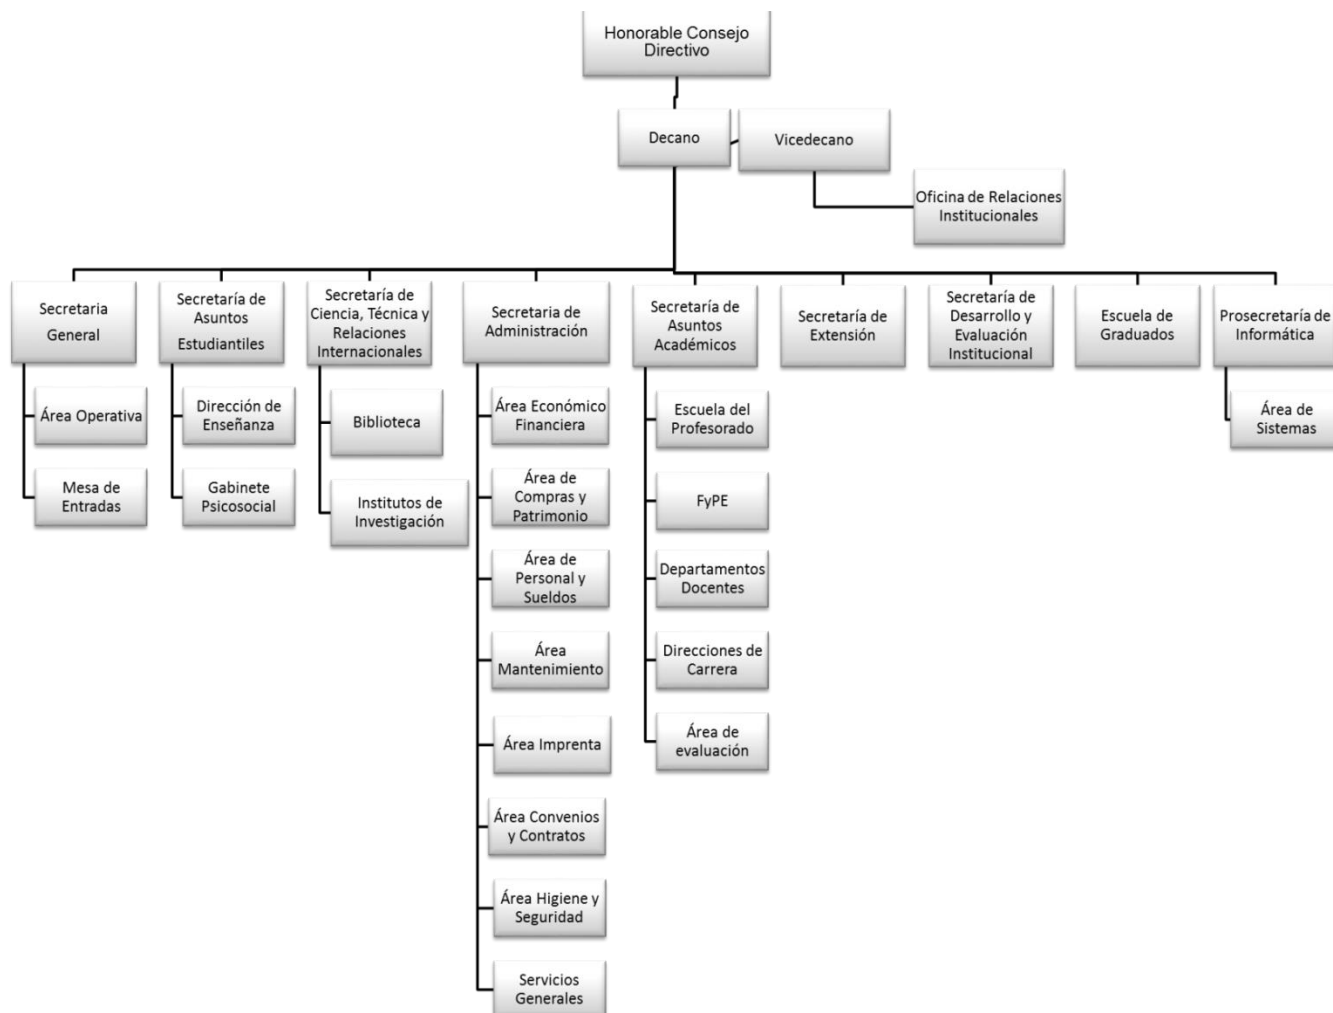 Honorable Consejo
Directivo
Decano
Vicedecano
Oficina de Relaciones
Institucionales
Secretaria
General
Secretaría de
Asuntos
Estudiantiles
Secretaría de
Ciencia, Técnica y
Relaciones
Internacionales
Secretaria de
Administración
Secretaría de
Asuntos
Académicos
Secretaría de
Extensión
Secretaría de
Desarrollo y
Evaluación
Institucional
Escuela de
Graduados
Prosecretaría de
Informática
Área Operativa
Mesa de
Entradas
Dirección de
Enseñanza
Gabinete
Psicosocial
Biblioteca
Institutos de
Investigación
Área Económico
Financiera
Área de
Compras y
Patrimonio
Área de
Personal y
Sueldos
Área
Mantenimiento
Área Imprenta
Área Convenios
y Contratos
Área Higiene y
Seguridad
Servicios
Generales
Escuela del
Profesorado
FyPE
Departamentos
Docentes
Direcciones de
Carrera
Área de
evaluación
Área de
Sistemas